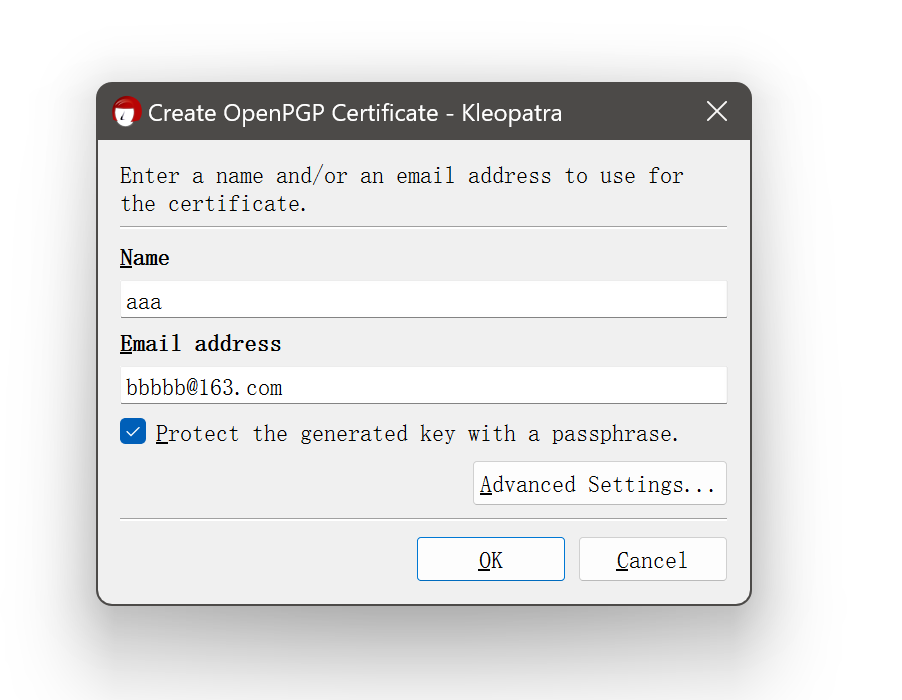 Create OpenPGP Certificate - Kleopatra
Enter a name and/or an email address to use for
the certificate.
Name
aaa
Email address
bbbbb@163.com
Protect the generated key with a passphrase.
Advanced Settings...
OK
Cancel